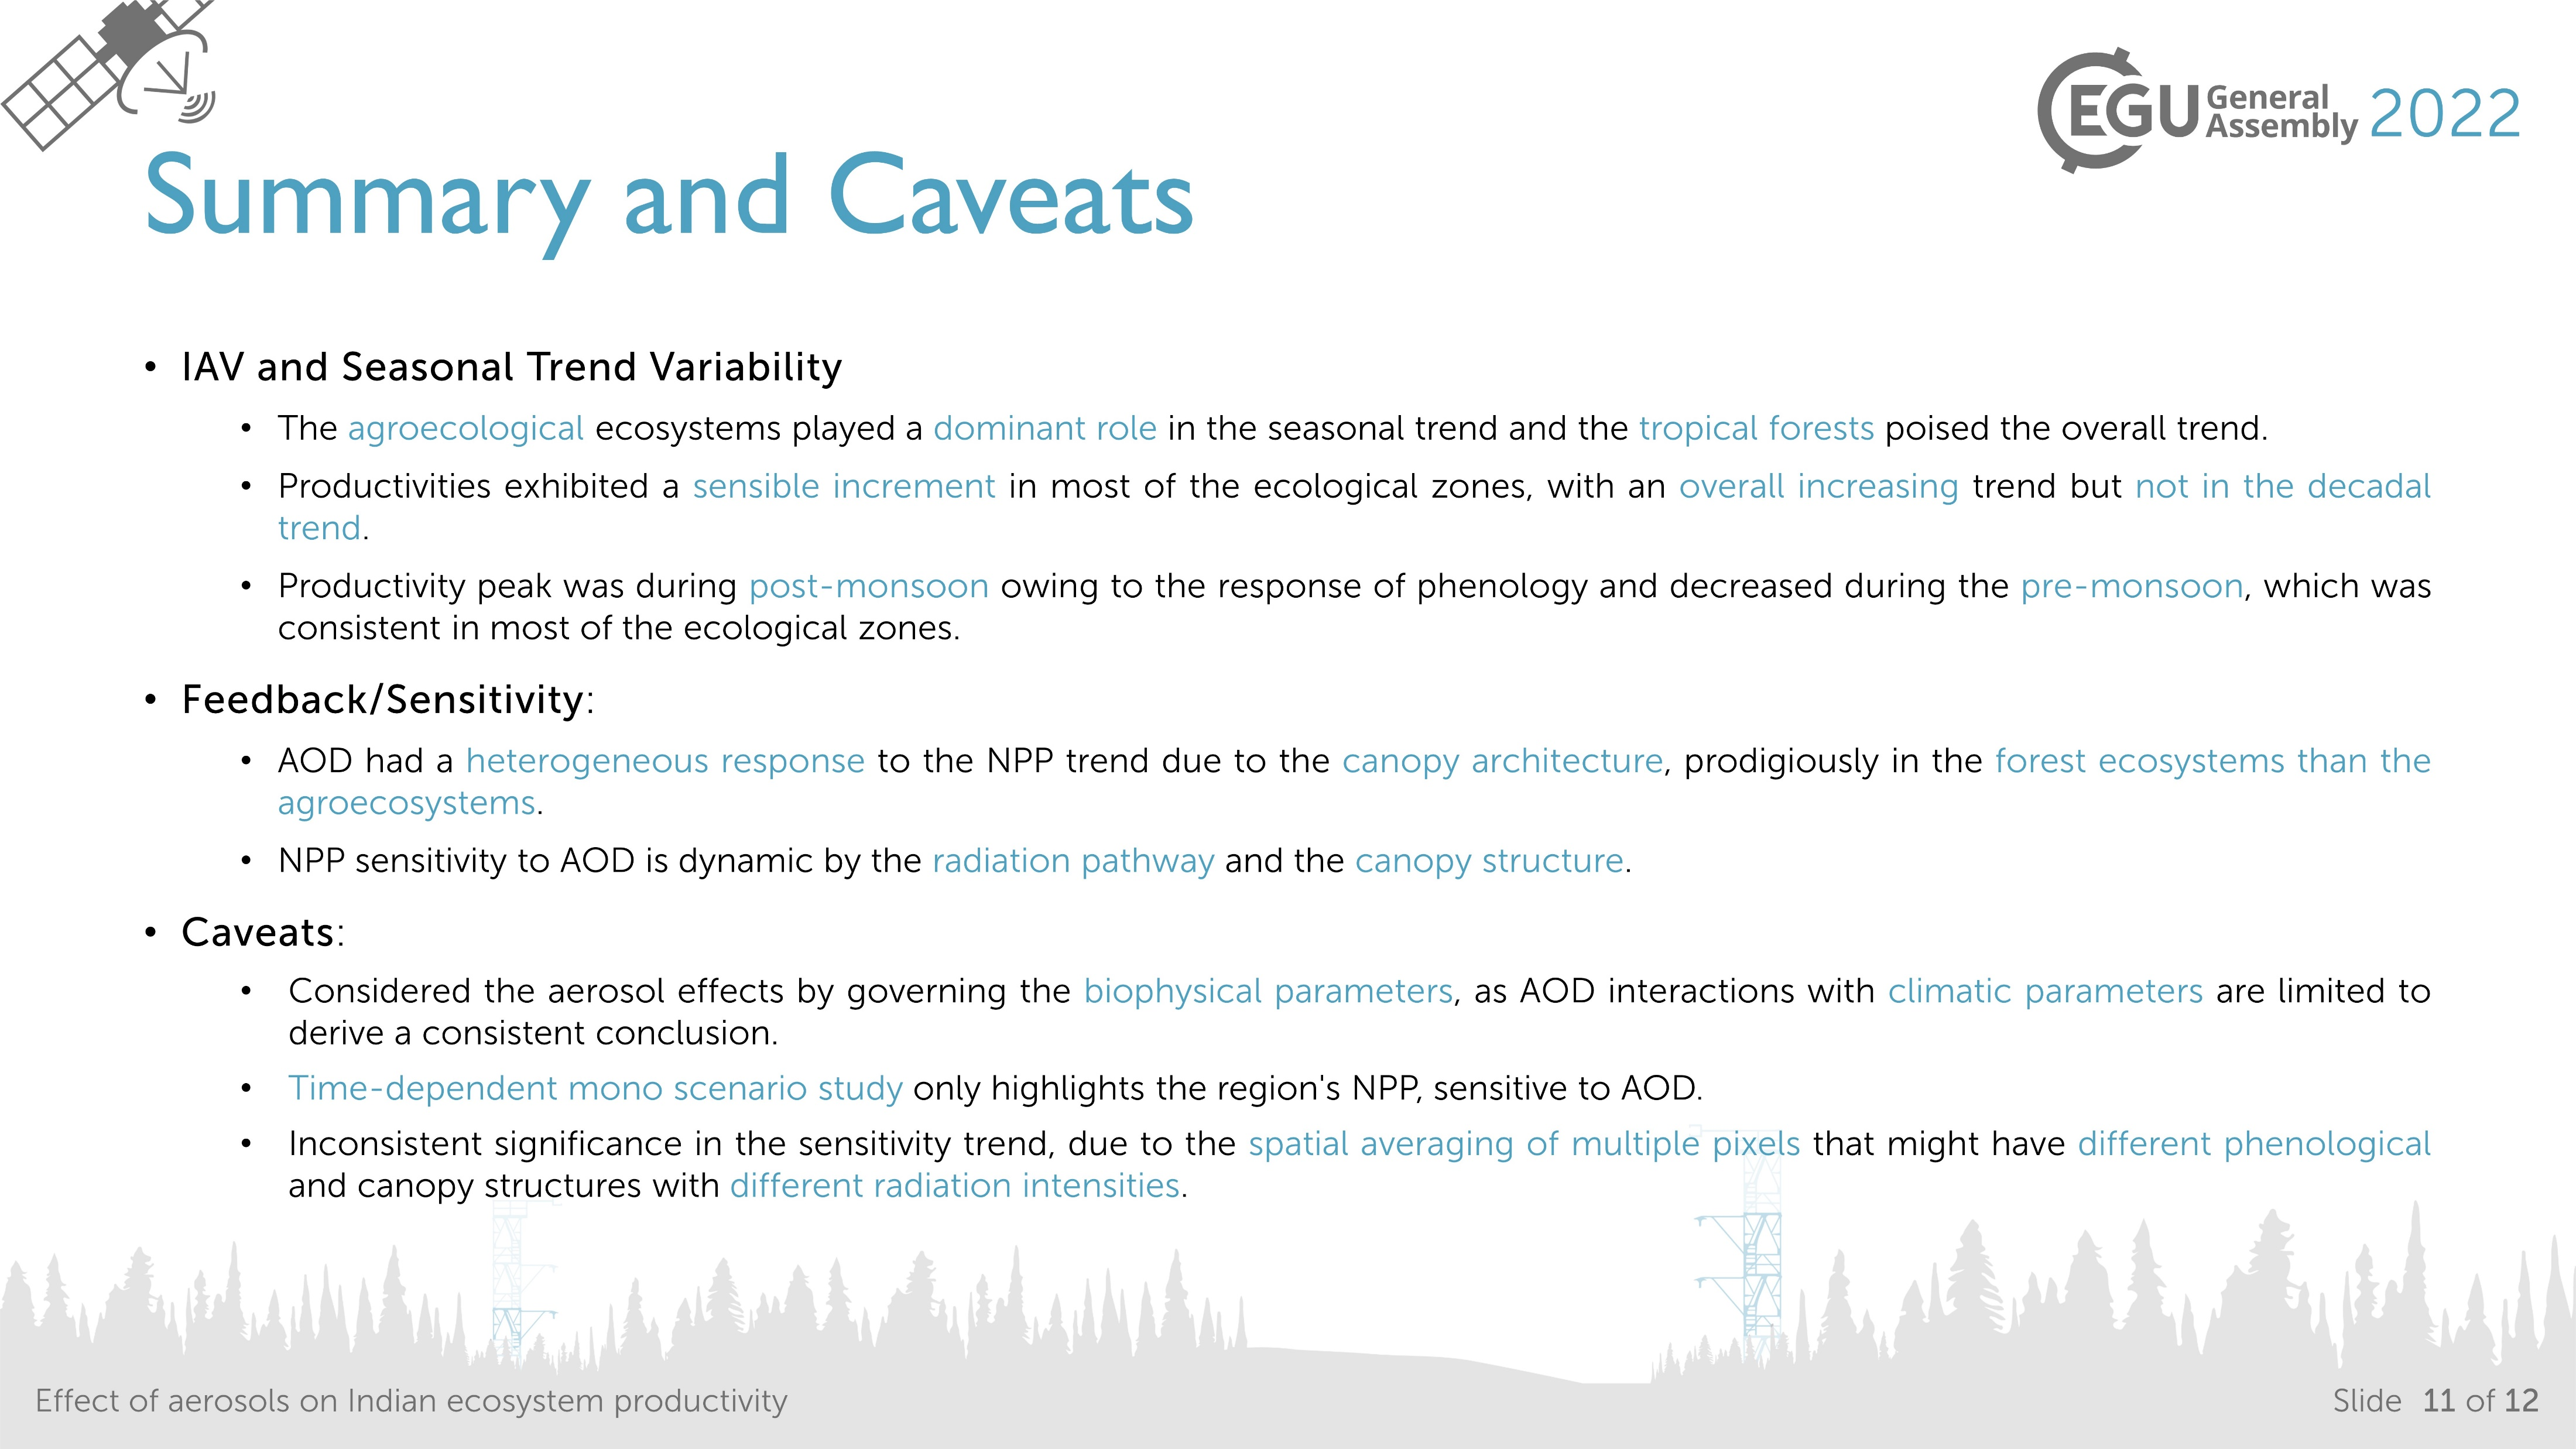 EGU General
Assembly 2022
Summary and Caveats
• IAV and Seasonal Trend Variability
• The agroecological ecosystems played a dominant role in the seasonal trend and the tropical forests poised the overall trend.
• Productivities exhibited a sensible increment in most of the ecological zones, with an overall increasing trend but not in the decadal
trend.
• Productivity peak was during post-monsoon owing to the response of phenology and decreased during the pre-monsoon, which was
consistent in most of the ecological zones.
• Feedback/Sensitivity:
• AOD had a heterogeneous response to the NPP trend due to the canopy architecture, prodigiously in the forest ecosystems than the
agroecosystems.
• NPP sensitivity to AOD is dynamic by the radiation pathway and the canopy structure.
• Caveats:
• Considered the aerosol effects by governing the biophysical parameters, as AOD interactions with climatic parameters are limited to
derive a consistent conclusion.
• Time-dependent mono scenario study only highlights the region's NPP, sensitive to AOD.
• Inconsistent significance in the sensitivity trend, due to the spatial averaging of multiple pixels that might have different phenological
and canopy structures with different radiation intensities.
Effect of aerosols on Indian ecosystem productivity
Slide 11 of 12